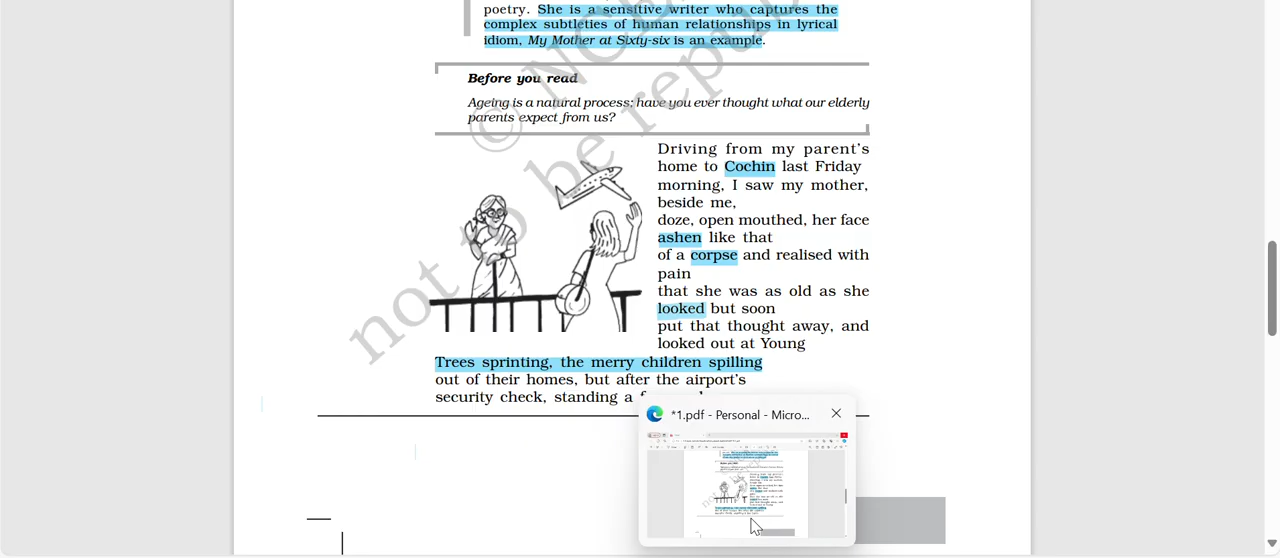 poetry. She is a sensitive writer who captures the
complex subtleties of human relationships in lyrical
idiom, My Mother at Sixty-six is an example.
Before you read
Ageing is a natural process; have you ever thought what our elderly
parents expect from us?
Driving from my parent's
home to Cochin last Friday
morning, I saw my mother,
beside me,
doze, open mouthed, her face
ashen like that
of a corpse and realised with
pain
that she was as old as she
looked but soon
put that thought away, and
looked out at Young
Trees sprinting, the merry children spilling
out of their homes, but after the airport's
security check, standing a
*1.pdf - Personal - Micro...
not to be repu